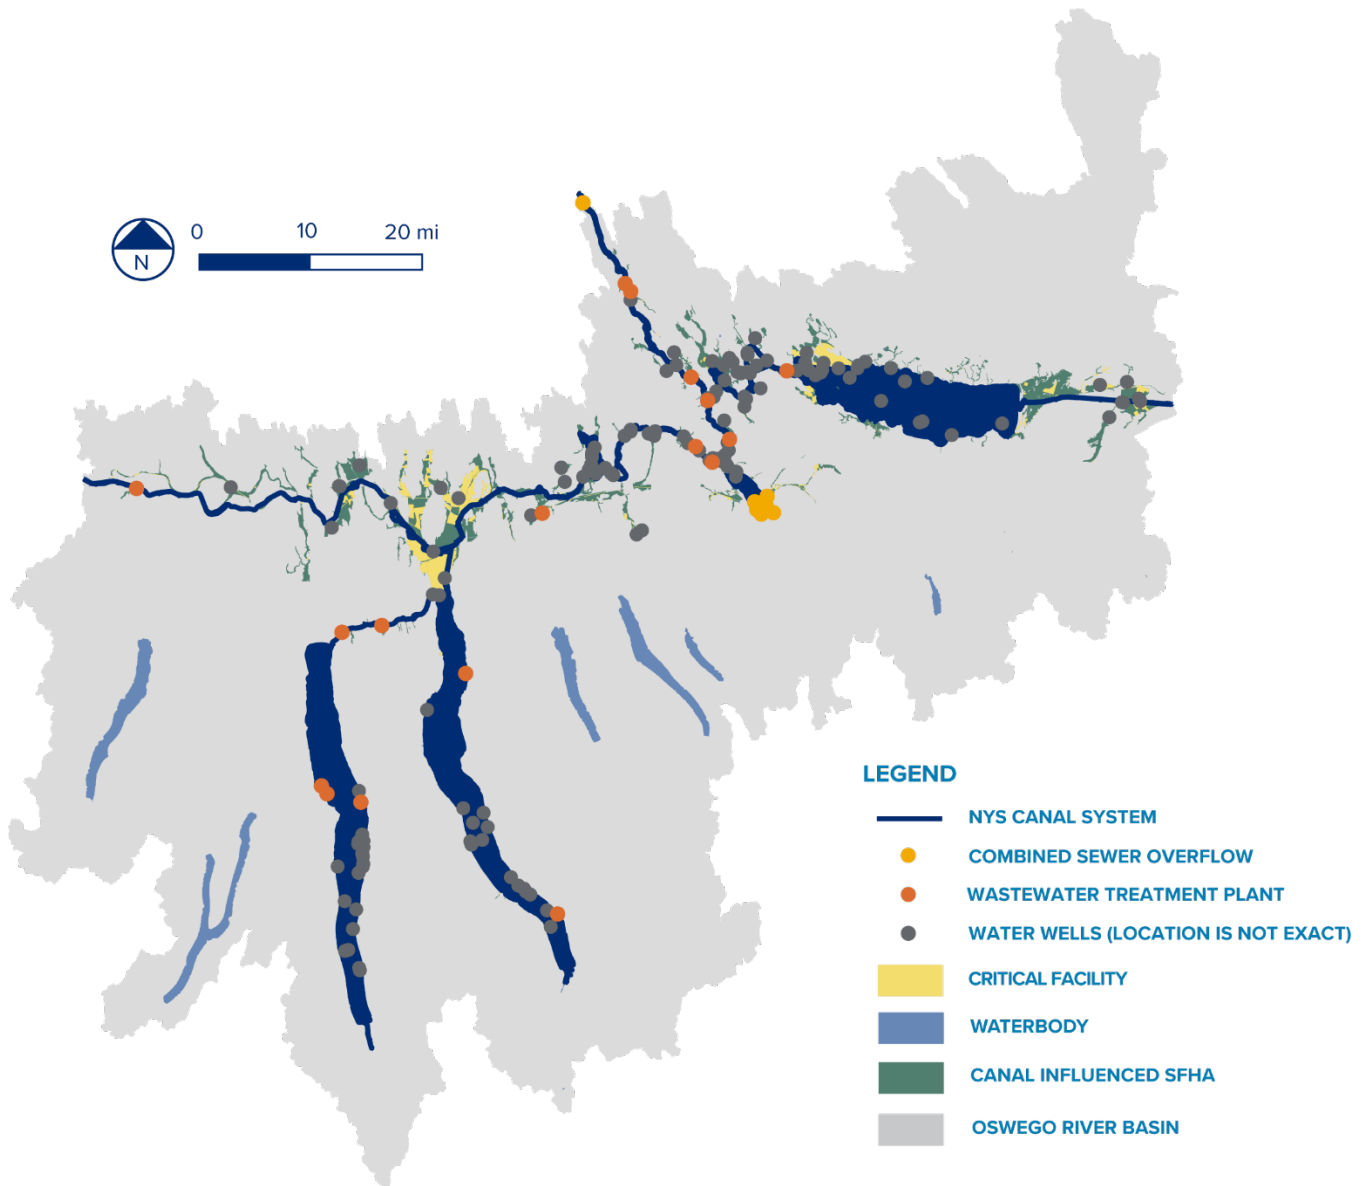 0 10 20 mi
N
LEGEND
NYS CANAL SYSTEM
COMBINED SEWER OVERFLOW
WASTEWATER TREATMENT PLANT
WATER WELLS (LOCATION IS NOT EXACT)
CRITICAL FACILITY
WATERBODY
CANAL INFLUENCED SFHA
OSWEGO RIVER BASIN